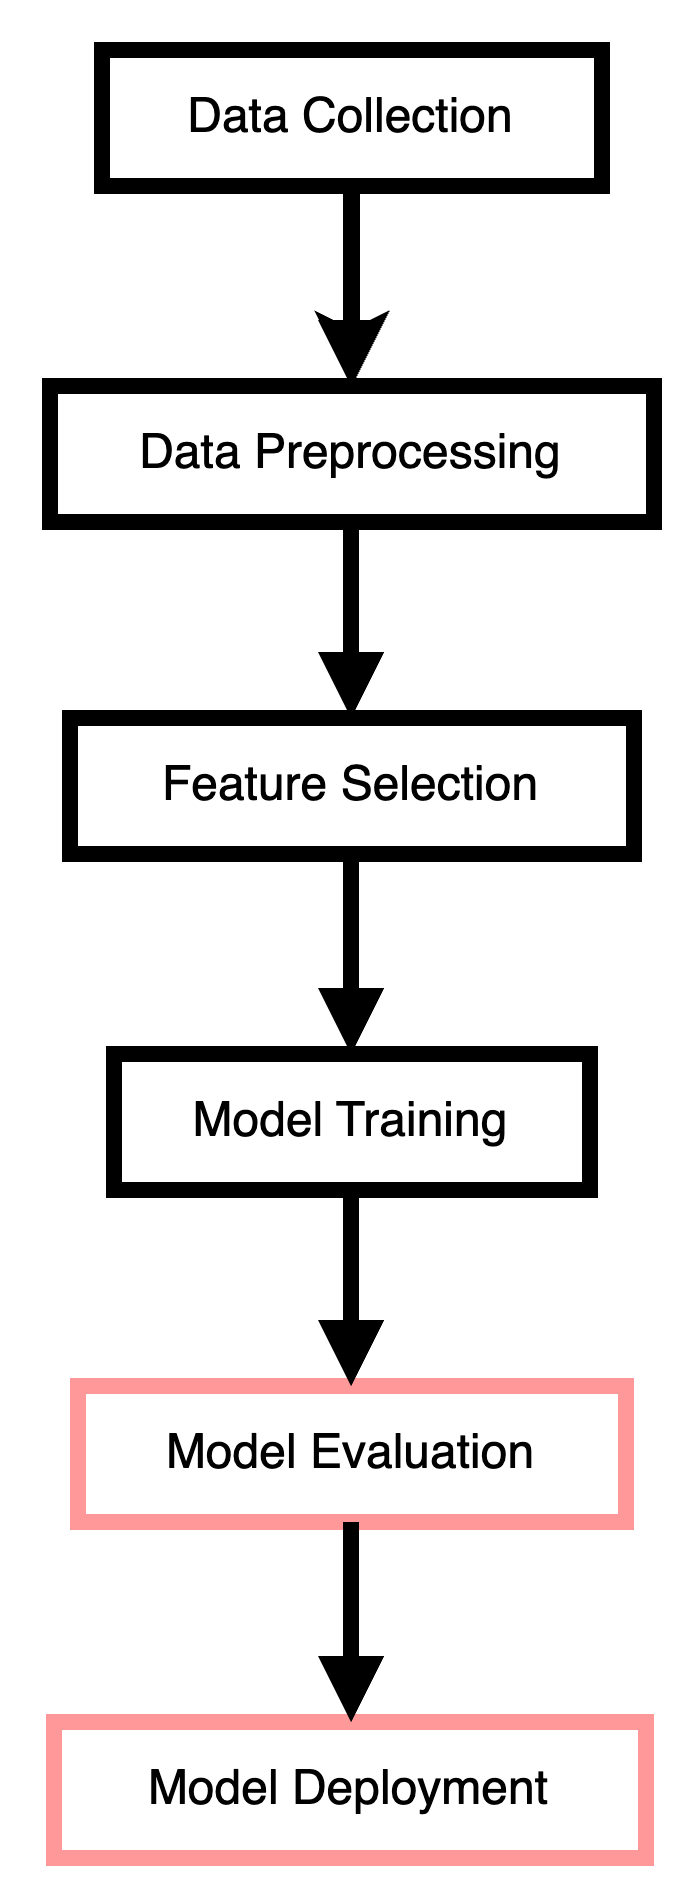 Data Collection
Data Preprocessing
Feature Selection
Model Training
Model Evaluation
Model Deployment